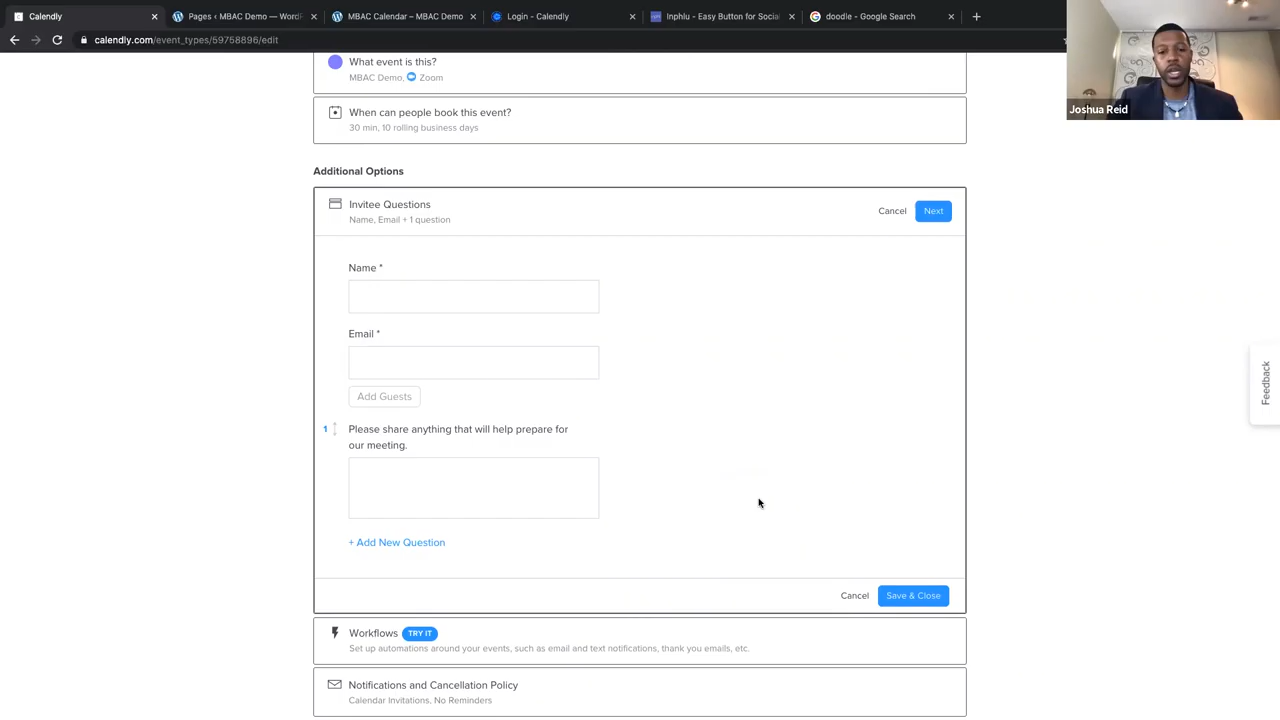 Calendly
Pages ‹ MBAC Demo — WordP
MBAC Calendar – MBAC Demo
Login - Calendly
Inphlu - Easy Button for Social
doodle - Google Search
calendly.com/event_types/59758896/edit
Joshua Reid
What event is this?
MBAC Demo, Zoom
When can people book this event?
30 min, 10 rolling business days
Additional Options
Invitee Questions
Name, Email + 1 question
Cancel
Next
Name *
Email *
Add Guests
1
Please share anything that will help prepare for
our meeting.
+ Add New Question
Cancel
Save & Close
Workflows TRY IT
Set up automations around your events, such as email and text notifications, thank you emails, etc.
Notifications and Cancellation Policy
Calendar Invitations, No Reminders
Feedback